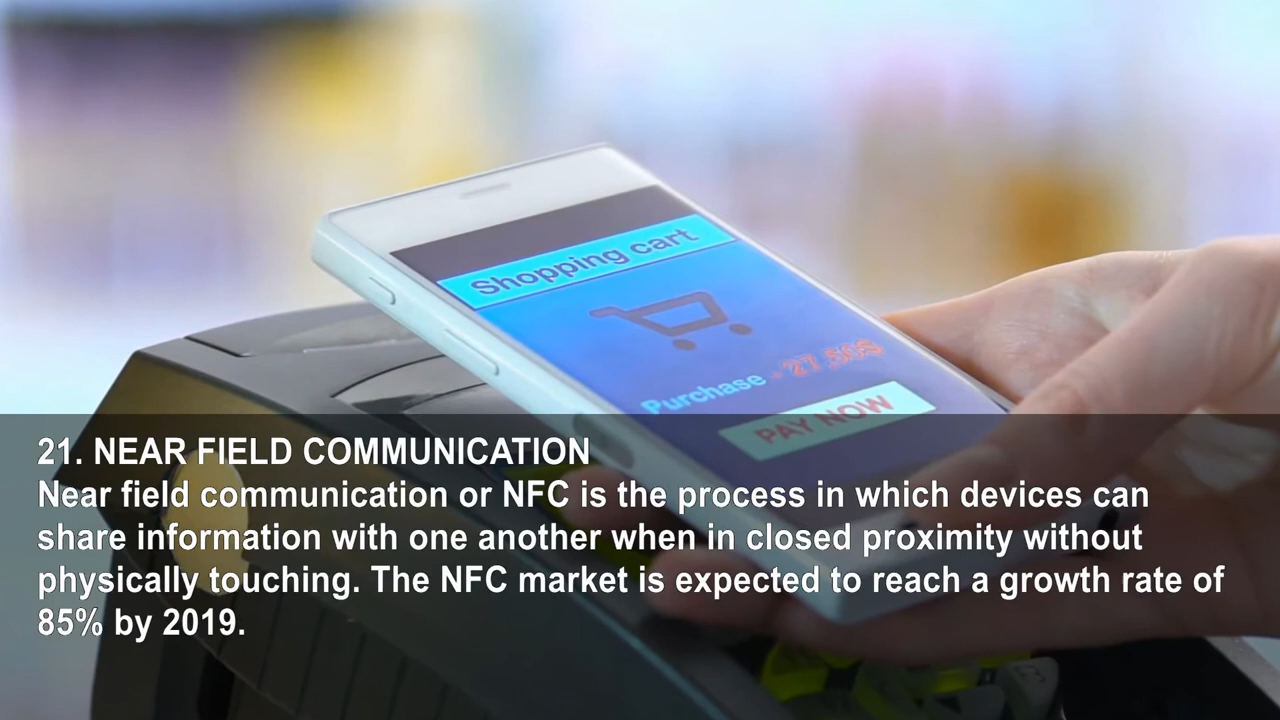 Shopping cart
Purchase - 27,50$
PAY NOW
21. NEAR FIELD COMMUNICATION
Near field communication or NFC is the process in which devices can
share information with one another when in closed proximity without
physically touching. The NFC market is expected to reach a growth rate of
85% by 2019.